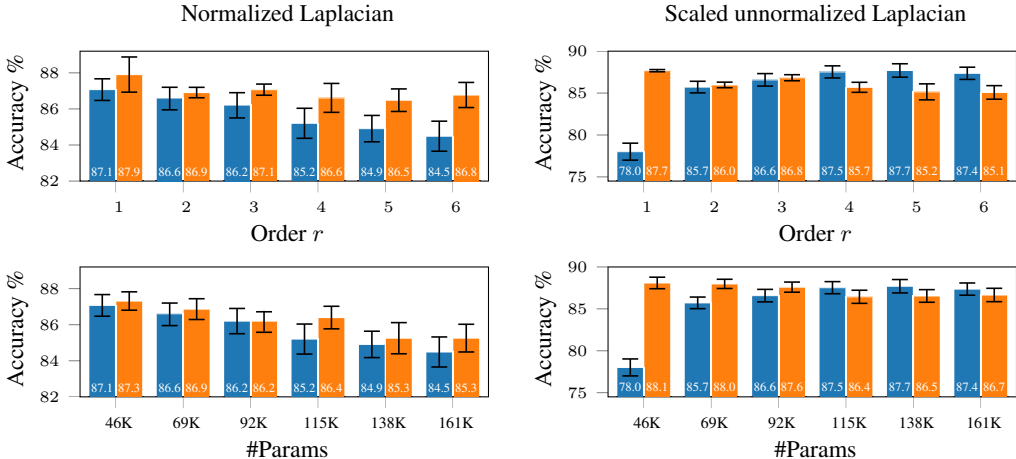 Normalized Laplacian
Scaled unnormalized Laplacian
Accuracy %
88
86
84
82
87.1 87.9 86.6 86.9 86.2 87.1 85.2 86.6 84.9 86.5 84.5 86.8
1 2 3 4 5 6
Order r
Accuracy %
90
85
80
75
78.0 87.7 85.7 86.0 86.6 86.8 87.5 85.7 87.7 85.2 87.4 85.1
1 2 3 4 5 6
Order r
Accuracy %
88
86
84
82
87.1 87.3 86.6 86.9 86.2 86.2 85.2 86.4 84.9 85.3 84.5 85.3
46K 69K 92K 115K 138K 161K
#Params
Accuracy %
90
85
80
75
78.0 88.1 85.7 88.0 86.6 87.6 87.5 86.4 87.7 86.5 87.4 86.7
46K 69K 92K 115K 138K 161K
#Params